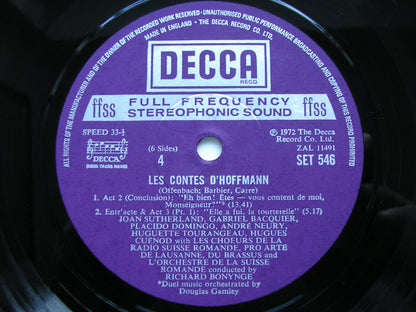 ALL RIGHTS OF THE MANUFACTURER AND OF THE OWNER OF THE RECORDED WORK RESERVED · UNAUTHORISED PUBLIC PERFORMANCE BROADCASTING AND COPYING OF THIS RECORD PROHIBITED
MADE IN ENGLAND. THE DECCA RECORD CO. LTD.
DECCA
REGD.
ffss FULL FREQUENCY ffss
STEREOPHONIC SOUND
SPEED 33⅓
(6 Sides)
4
℗ 1972 The Decca
Record Co. Ltd.
ZAL 11491
SET 546
DECCA
LES CONTES D'HOFFMANN
(Offenbach; Barbier, Carre)
1. Act 2 (Conclusion): "Eh bien! Êtes — vous content de moi,
Monseigneur?"* (13.41)
2. Entr'acte & Act 3 (Pt. 1): "Elle a fui, la tourterelle" (5.17)
JOAN SUTHERLAND, GABRIEL BACQUIER,
PLACIDO DOMINGO, ANDRÉ NEURY,
HUGUETTE TOURANGEAU, HUGUES
CUÉNOD with LES CHOEURS DE LA
RADIO SUISSE ROMANDE, PRO ARTE
DE LAUSANNE, DU BRASSUS and
L'ORCHESTRE DE LA SUISSE
ROMANDE conducted by
RICHARD BONYNGE
*Duel music orchestrated by
Douglas Gamley